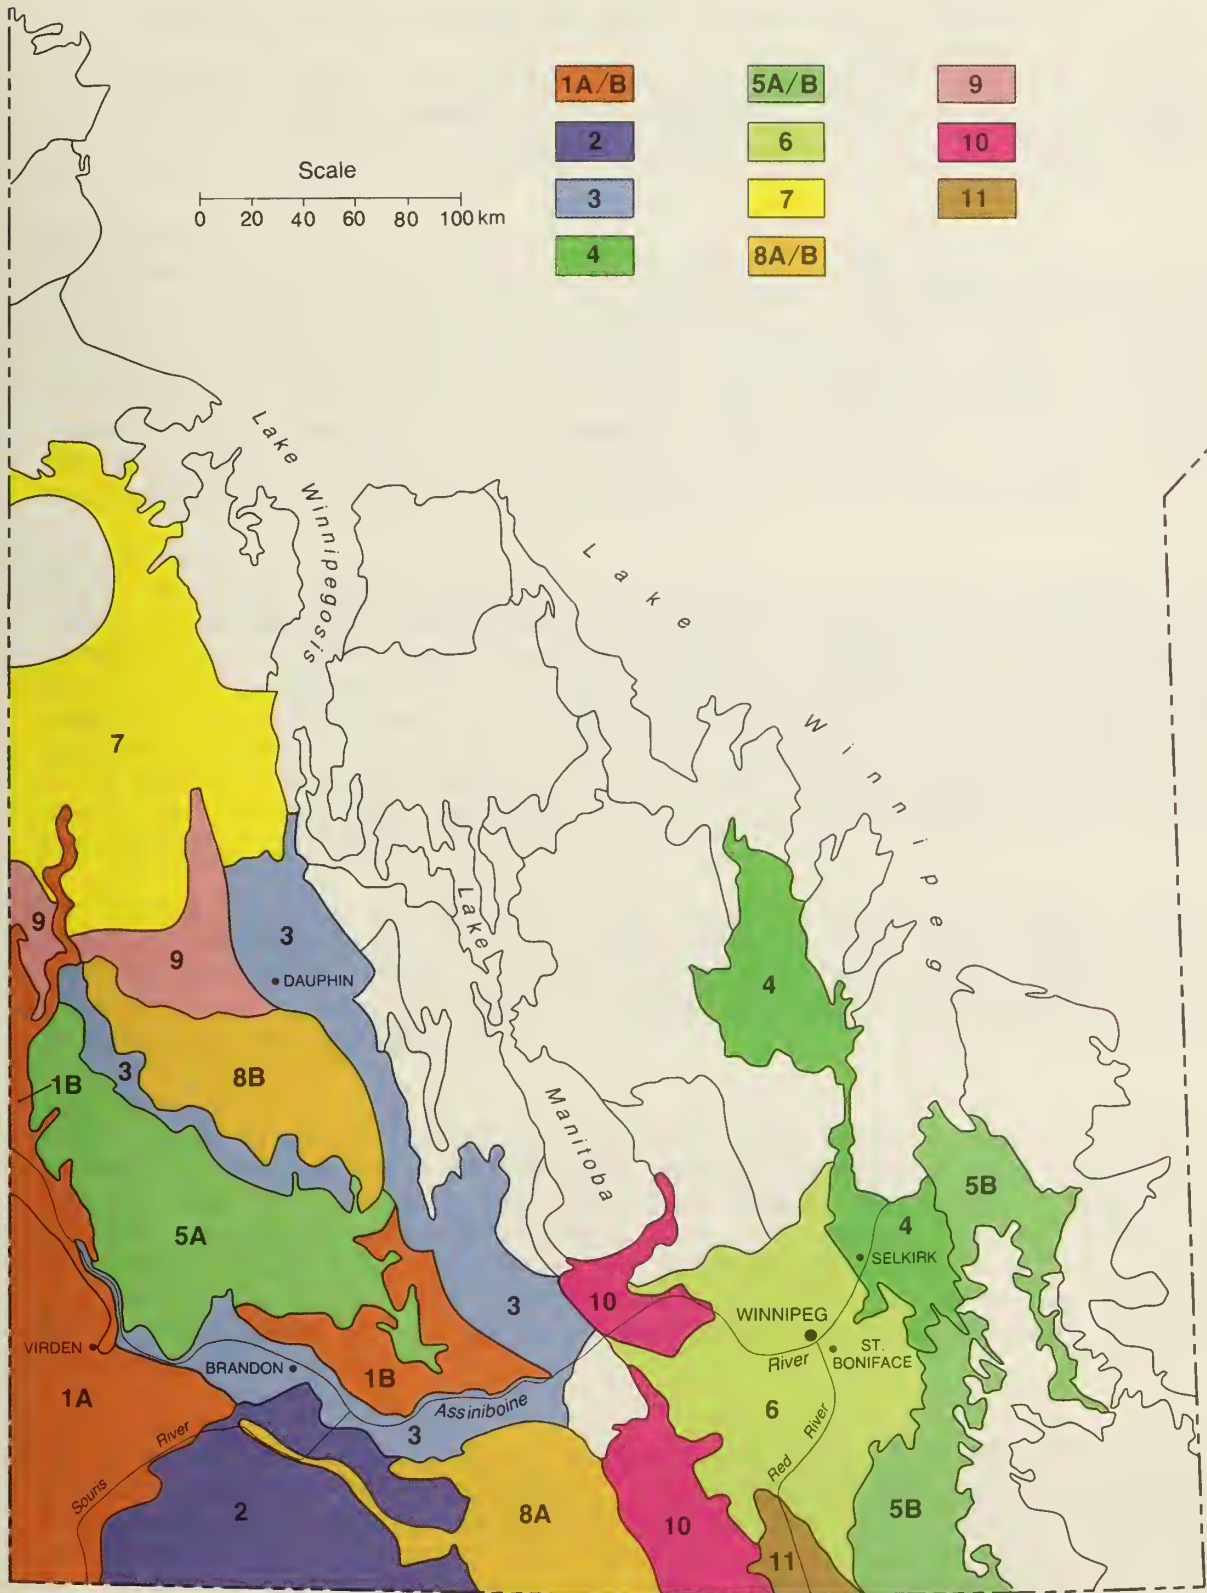 1A/B
5A/B
9
2
6
10
3
7
11
4
8A/B
Scale
0 20 40 60 80 100 km
Lake Winnipegosis
Lake Winnipeg
7
9
9
3
DAUPHIN
Lake Manitoba
4
1B
3
8B
5A
5B
4
SELKIRK
3
10
WINNIPEG
River
ST.
BONIFACE
VIRDEN
BRANDON
1B
1A
Assiniboine
3
6
River
Souris
Red River
2
8A
10
5B
11